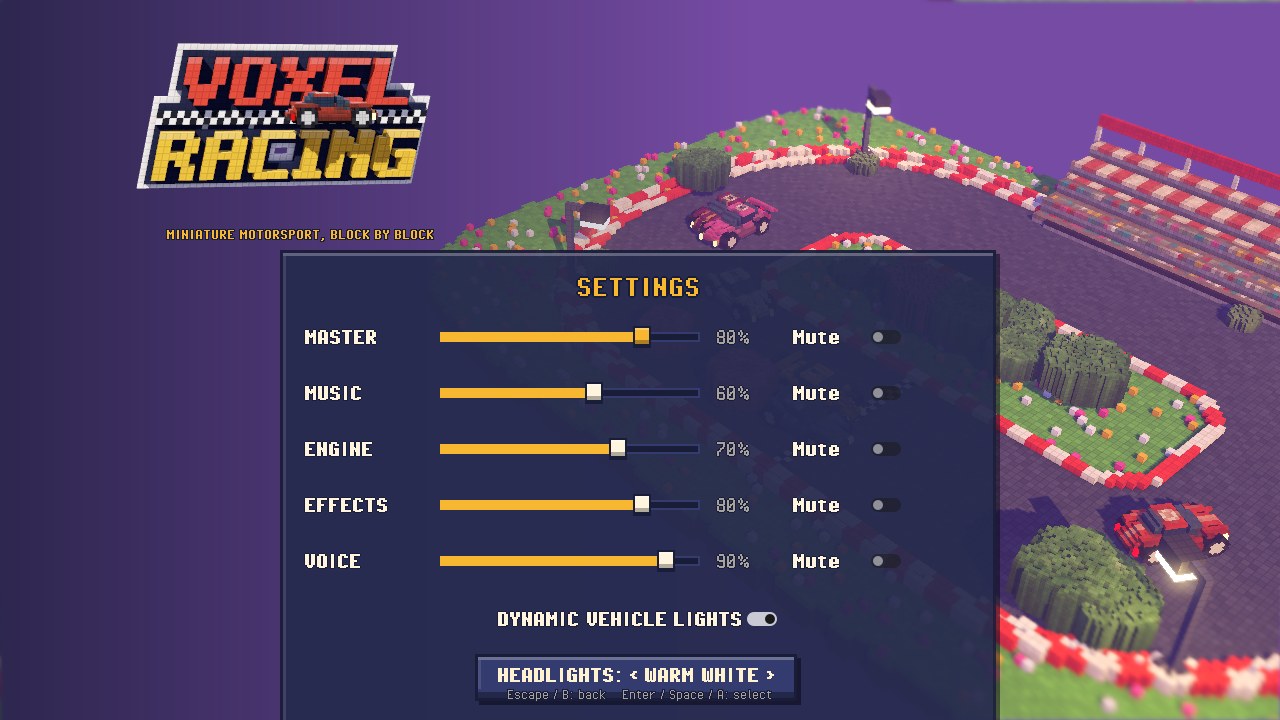 VOXEL
RACING
MINIATURE MOTORSPORT, BLOCK BY BLOCK
SETTINGS
MASTER 80% Mute
MUSIC 60% Mute
ENGINE 70% Mute
EFFECTS 80% Mute
VOICE 90% Mute
DYNAMIC VEHICLE LIGHTS
HEADLIGHTS: < WARM WHITE >
Escape / B: back Enter / Space / A: select